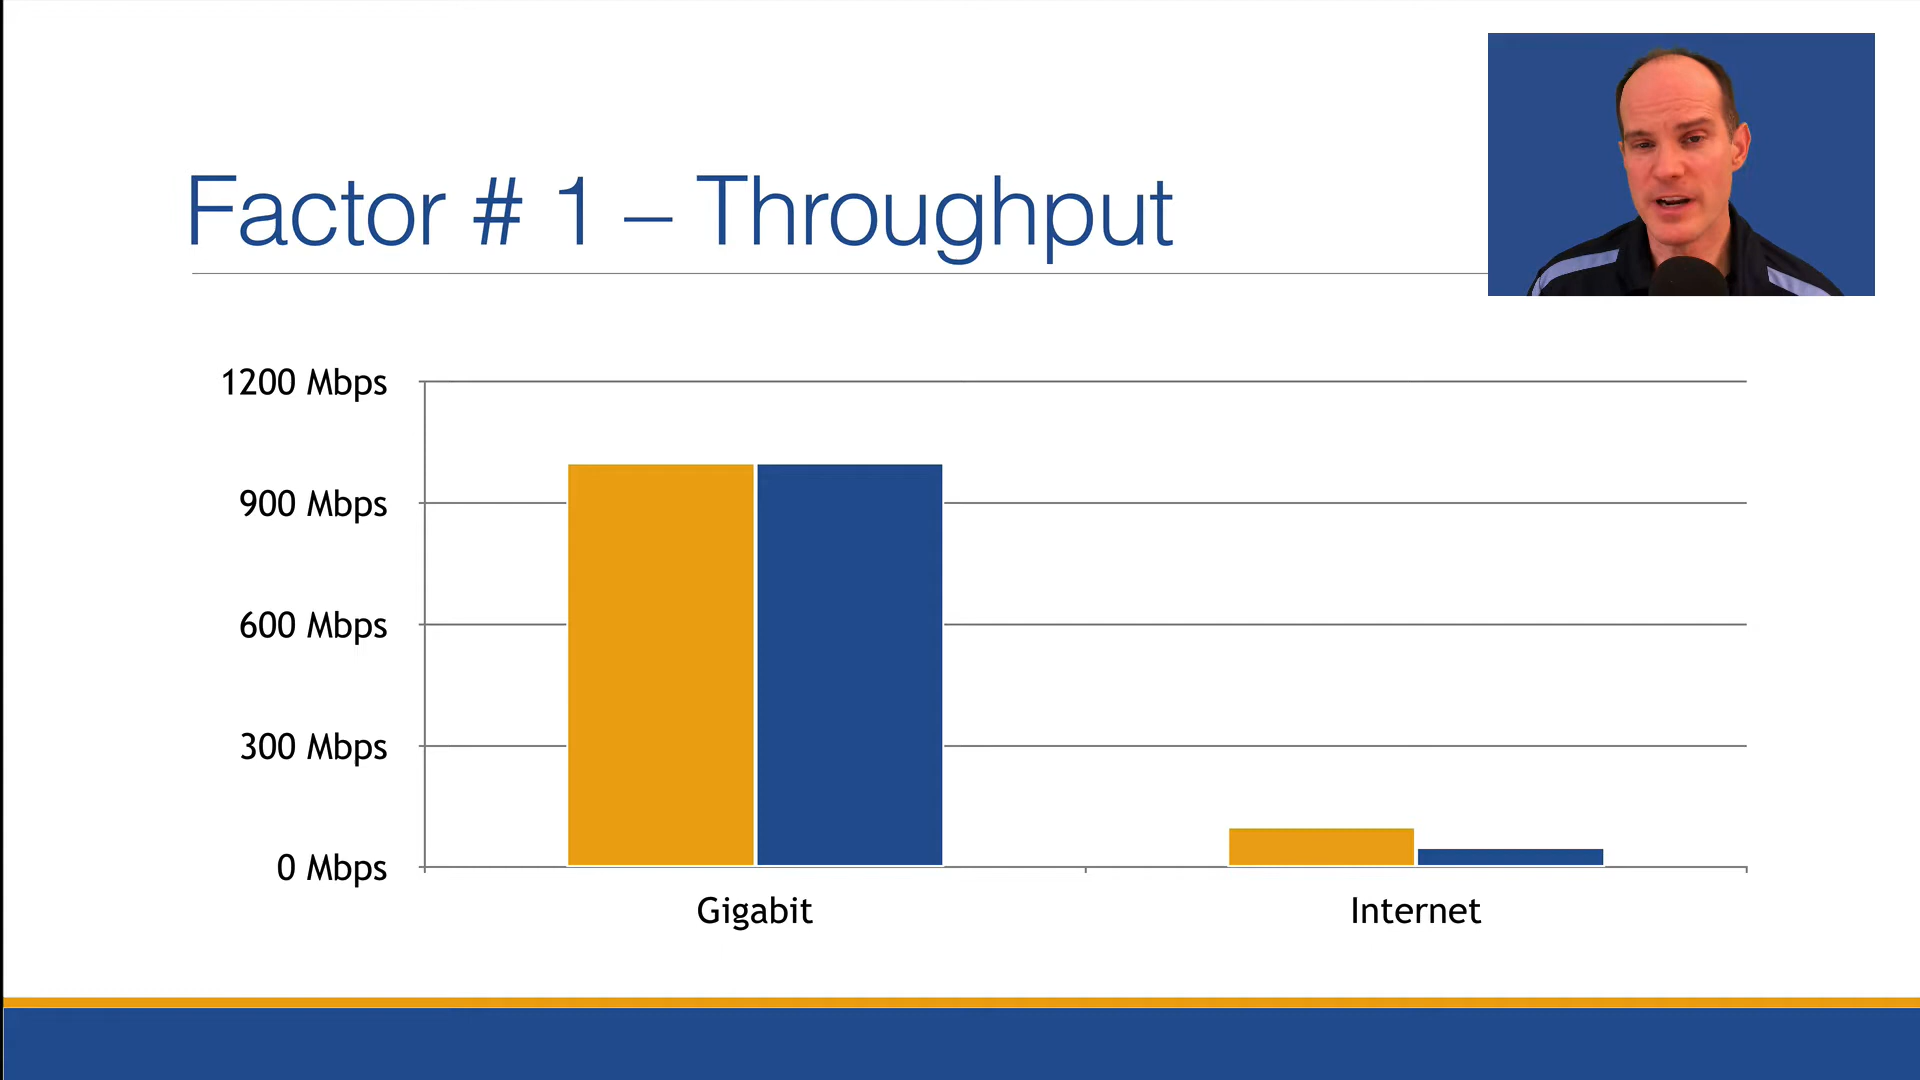 Factor # 1 – Throughput
1200 Mbps
900 Mbps
600 Mbps
300 Mbps
0 Mbps
Gigabit
Internet